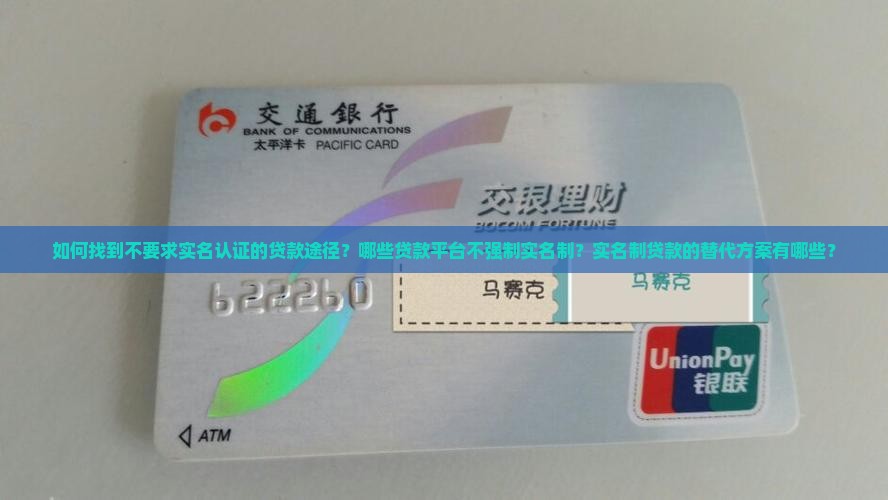 交通銀行
BANK OF COMMUNICATIONS
太平洋卡 PACIFIC CARD
交银理财
BOCOM FORTUNE
如何找到不要求实名认证的贷款途径？哪些贷款平台不强制实名制？实名制贷款的替代方案有哪些？
622260
马赛克
马赛克
UnionPay
银联
ATM